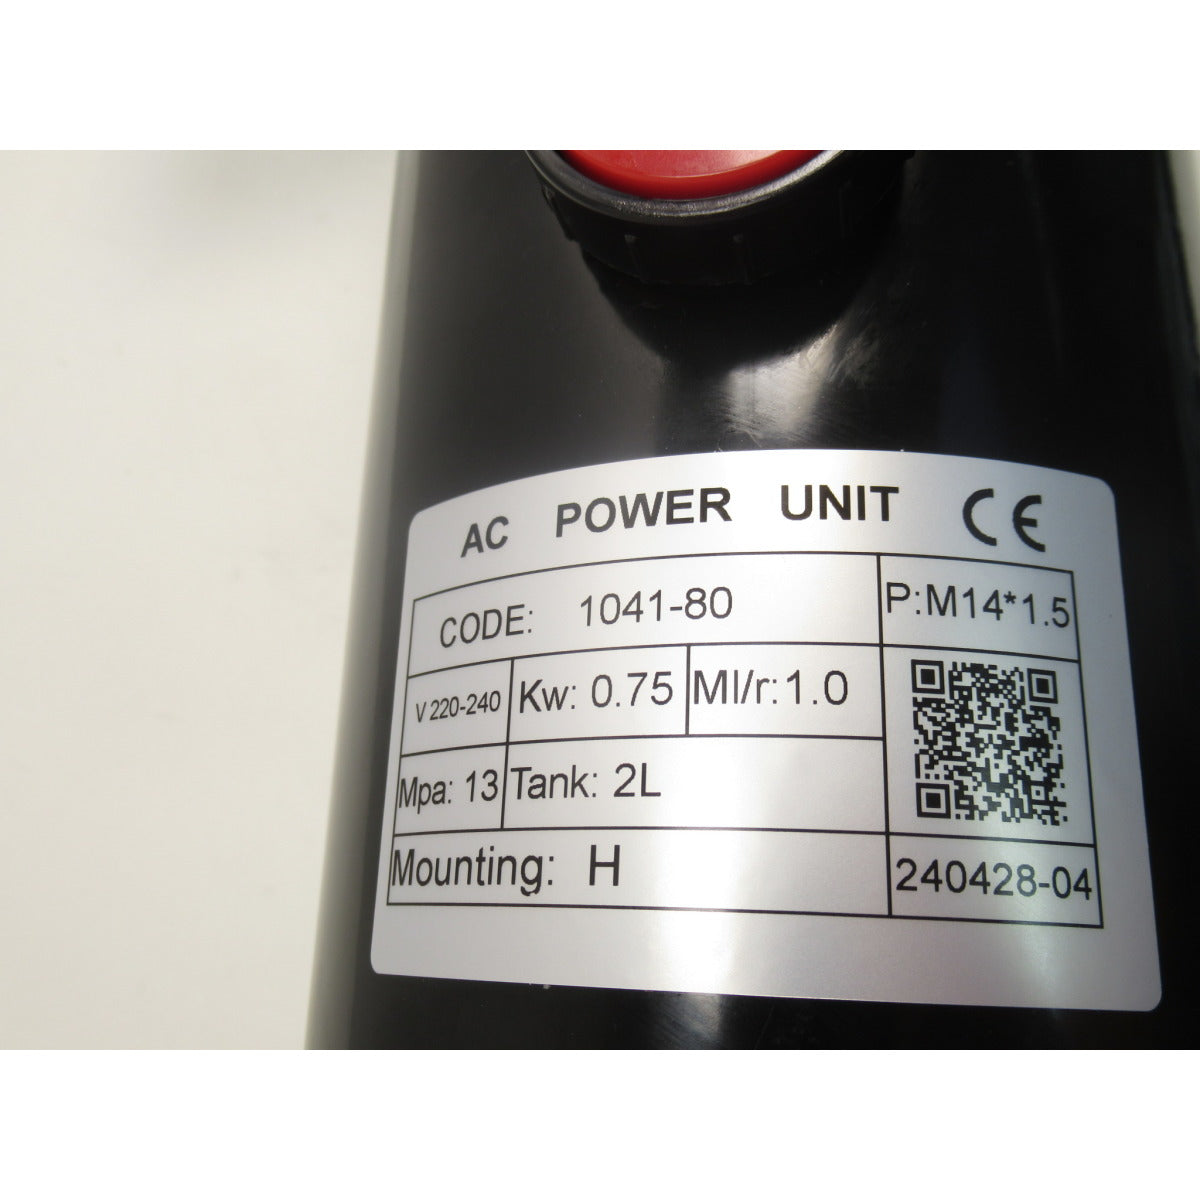 AC POWER UNIT CE
CODE: 1041-80 P:M14*1.5
V 220-240 Kw: 0.75 Ml/r:1.0
Mpa: 13 Tank: 2L
Mounting: H 240428-04